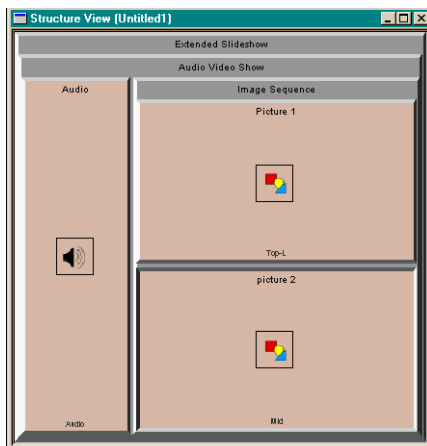 Structure View (Untitled1)
Extended Slideshow
Audio Video Show
Audio
Image Sequence
Picture 1
Top-L
picture 2
Audio
Mid